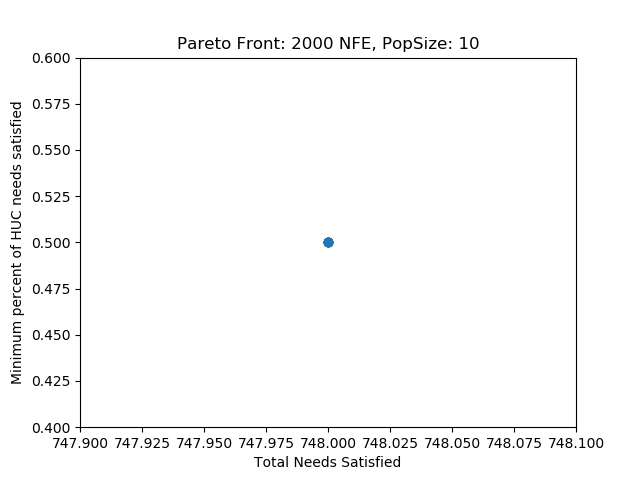 Pareto Front: 2000 NFE, PopSize: 10
0.600
0.575
0.550
0.525
0.500
0.475
0.450
0.425
0.400
Minimum percent of HUC needs satisfied
747.900 747.925 747.950 747.975 748.000 748.025 748.050 748.075 748.100
Total Needs Satisfied